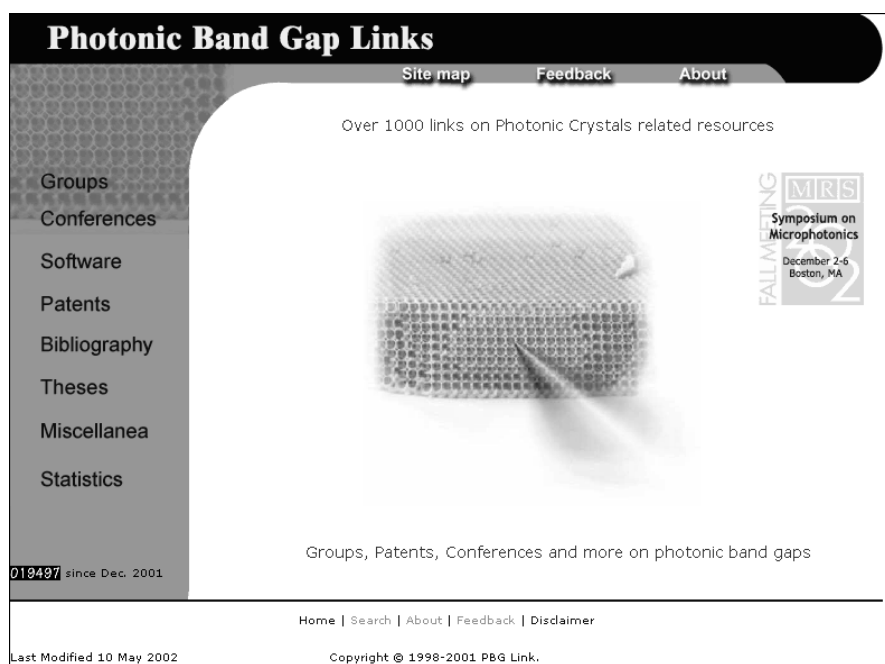 Photonic Band Gap Links
Site map Feedback About
Over 1000 links on Photonic Crystals related resources
Groups
Conferences
Software
Patents
Bibliography
Theses
Miscellanea
Statistics
FALL MEETING
MRS
2002
Symposium on
Microphotonics
December 2-6
Boston, MA
Groups, Patents, Conferences and more on photonic band gaps
019497 since Dec. 2001
Home | Search | About | Feedback | Disclaimer
Last Modified 10 May 2002 Copyright © 1998-2001 PBG Link.